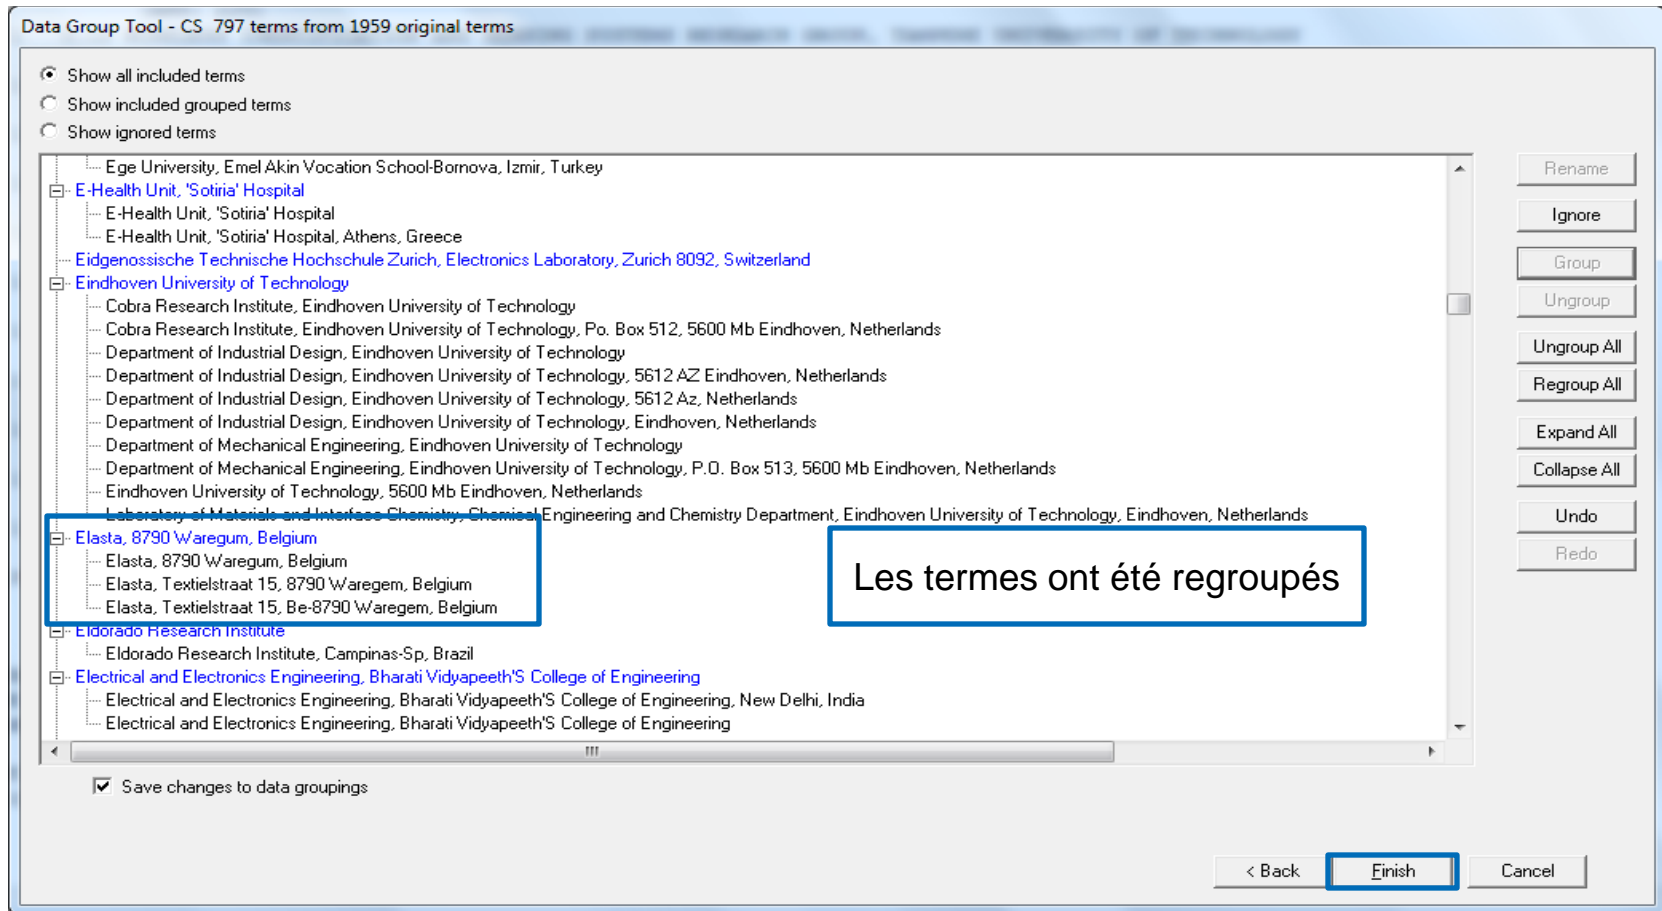 Data Group Tool - CS  797 terms from 1959 original terms
Show all included terms
Show included grouped terms
Show ignored terms
Ege University, Emel Akin Vocation School-Bornova, Izmir, Turkey
E-Health Unit, 'Sotiria' Hospital
E-Health Unit, 'Sotiria' Hospital
E-Health Unit, 'Sotiria' Hospital, Athens, Greece
Eidgenossische Technische Hochschule Zurich, Electronics Laboratory, Zurich 8092, Switzerland
Eindhoven University of Technology
Cobra Research Institute, Eindhoven University of Technology
Cobra Research Institute, Eindhoven University of Technology, Po. Box 512, 5600 Mb Eindhoven, Netherlands
Department of Industrial Design, Eindhoven University of Technology
Department of Industrial Design, Eindhoven University of Technology, 5612 AZ Eindhoven, Netherlands
Department of Industrial Design, Eindhoven University of Technology, 5612 Az, Netherlands
Department of Industrial Design, Eindhoven University of Technology, Eindhoven, Netherlands
Department of Mechanical Engineering, Eindhoven University of Technology
Department of Mechanical Engineering, Eindhoven University of Technology, P.O. Box 513, 5600 Mb Eindhoven, Netherlands
Eindhoven University of Technology, 5600 Mb Eindhoven, Netherlands
Laboratory of Materials and Interface Chemistry, Chemical Engineering and Chemistry Department, Eindhoven University of Technology, Eindhoven, Netherlands
Elasta, 8790 Waregum, Belgium
Elasta, 8790 Waregum, Belgium
Elasta, Textielstraat 15, 8790 Waregem, Belgium
Elasta, Textielstraat 15, Be-8790 Waregem, Belgium
Eldorado Research Institute
Eldorado Research Institute, Campinas-Sp, Brazil
Electrical and Electronics Engineering, Bharati Vidyapeeth'S College of Engineering
Electrical and Electronics Engineering, Bharati Vidyapeeth'S College of Engineering, New Delhi, India
Electrical and Electronics Engineering, Bharati Vidyapeeth'S College of Engineering
Les termes ont été regroupés
Rename
Ignore
Group
Ungroup
Ungroup All
Regroup All
Expand All
Collapse All
Undo
Redo
Save changes to data groupings
< Back
Finish
Cancel